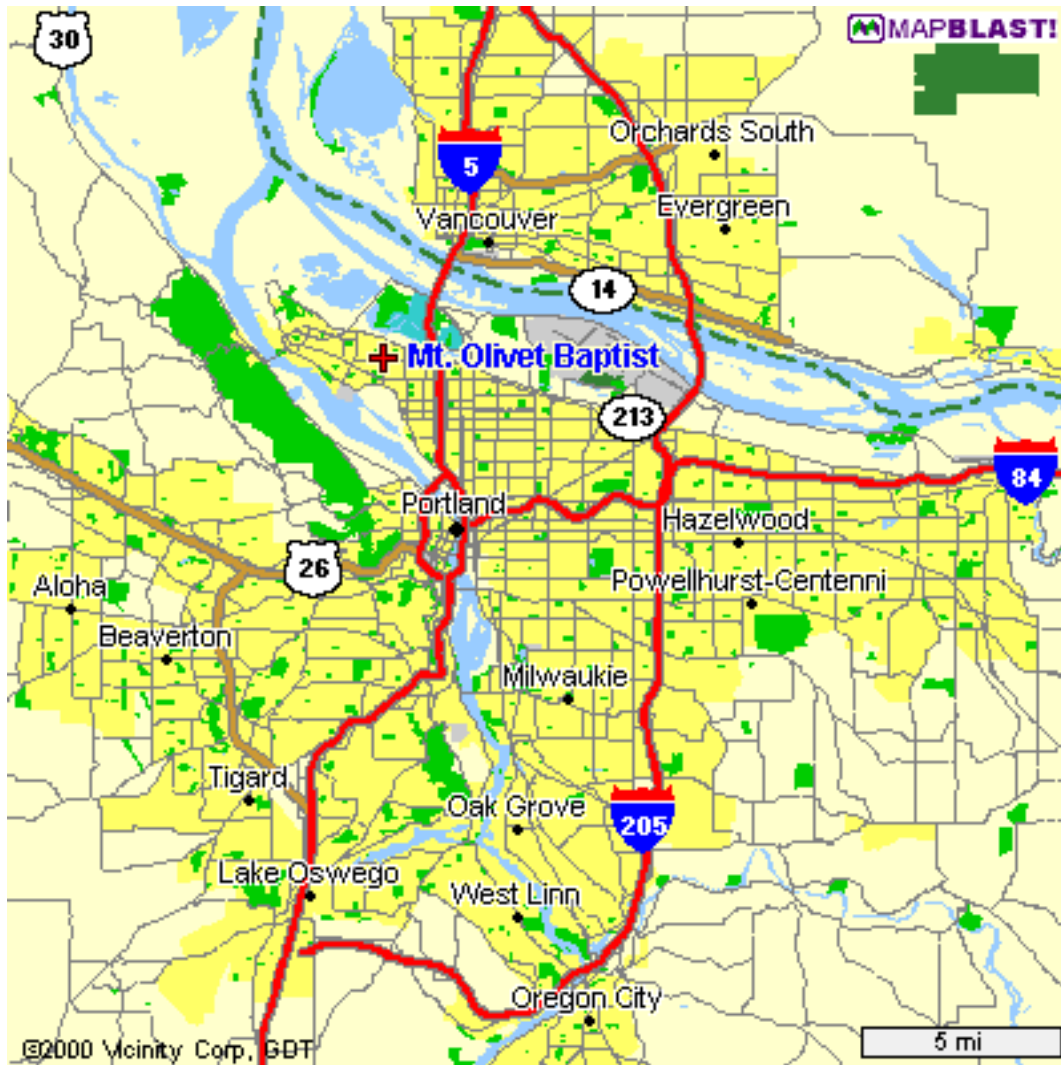 30
MAPBLAST!
Orchards South
5
Evergreen
Vancouver
14
Mt. Olivet Baptist
213
84
Portland
Hazelwood
26
Aloha
Powellhurst-Centenni
Beaverton
Milwaukie
Tigard
Oak Grove
205
Lake Oswego
West Linn
Oregon City
©2000 Vicinity Corp, GDT
5 mi